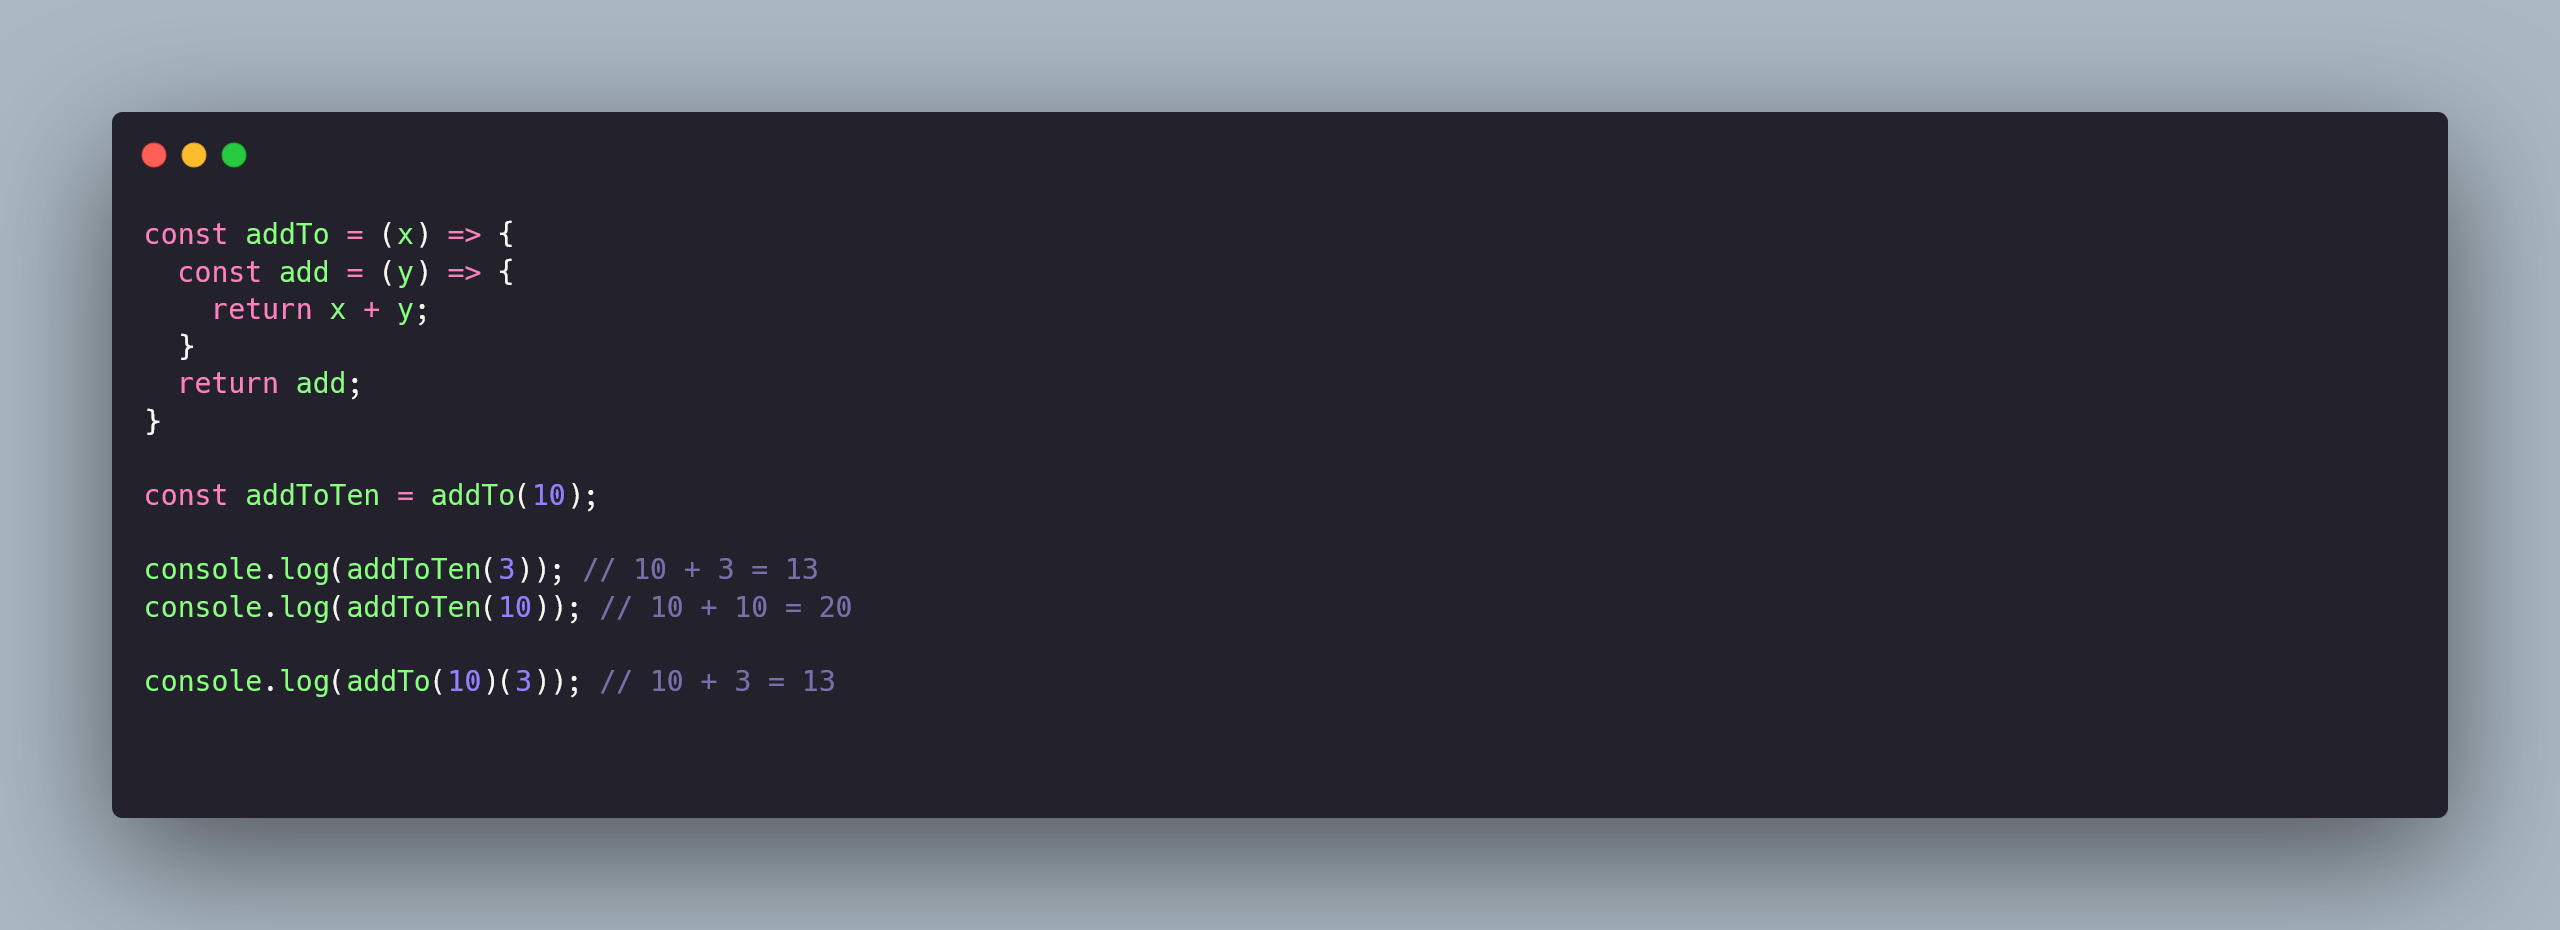 const addTo = (x) => {
  const add = (y) => {
    return x + y;
  }
  return add;
}

const addToTen = addTo(10);

console.log(addToTen(3)); // 10 + 3 = 13
console.log(addToTen(10)); // 10 + 10 = 20

console.log(addTo(10)(3)); // 10 + 3 = 13